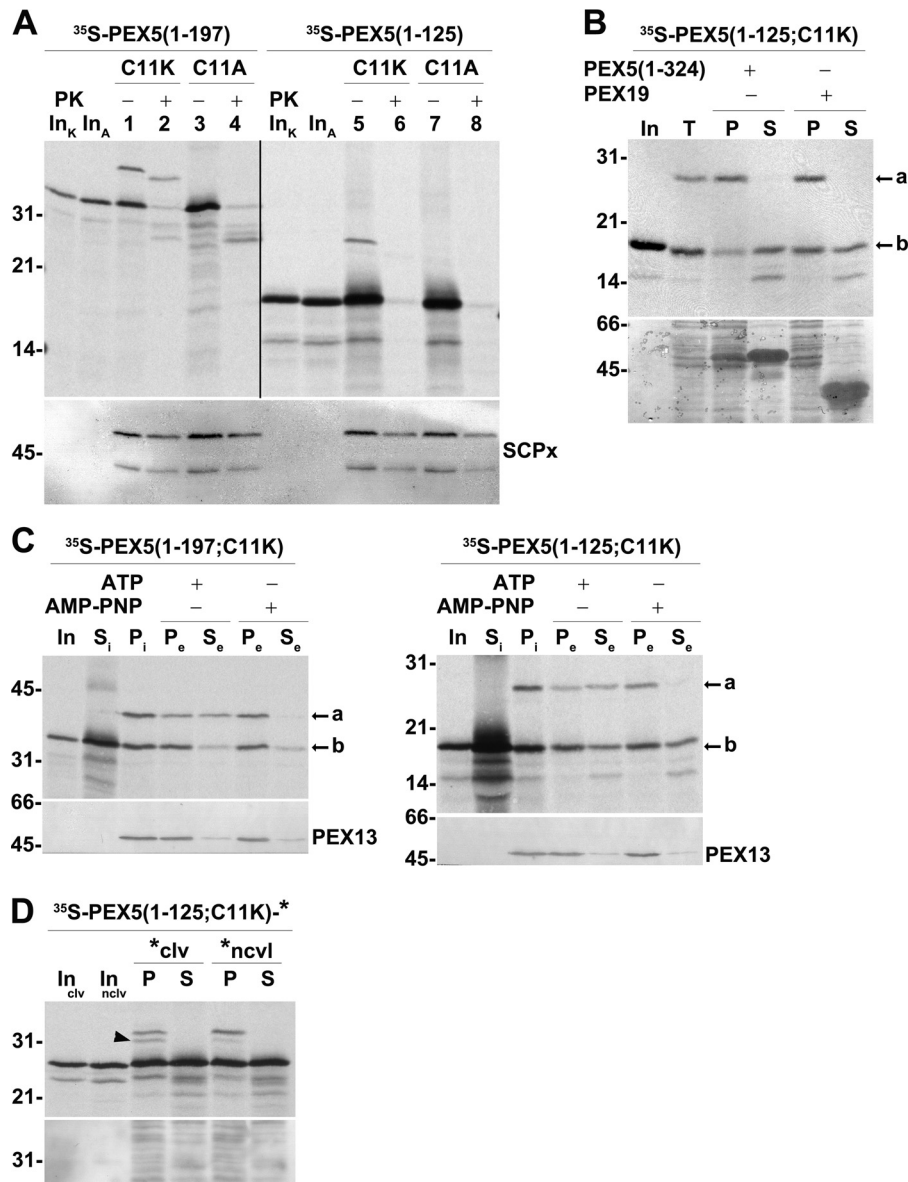 A
³⁵S-PEX5(1-197) ³⁵S-PEX5(1-125)
C11K C11A C11K C11A
PK − + − + − + − +
InK InA 1 2 3 4 InK InA 5 6 7 8
31-
21-
14-
45-
SCPx
B
³⁵S-PEX5(1-125;C11K)
PEX5(1-324) + −
PEX19 − +
In T P S P S
31-
a
21-
b
14-
66-
45-
C
³⁵S-PEX5(1-197;C11K)
ATP + −
AMP-PNP − +
In Si Pi Pe Se Pe Se
45-
a
b
31-
66-
45-
PEX13
³⁵S-PEX5(1-125;C11K)
ATP + −
AMP-PNP − +
In Si Pi Pe Se Pe Se
31-
a
21-
b
14-
66-
45-
PEX13
D
³⁵S-PEX5(1-125;C11K)-*
*clv *ncvl
Inclv Innclv P S P S
31-
21-
31-